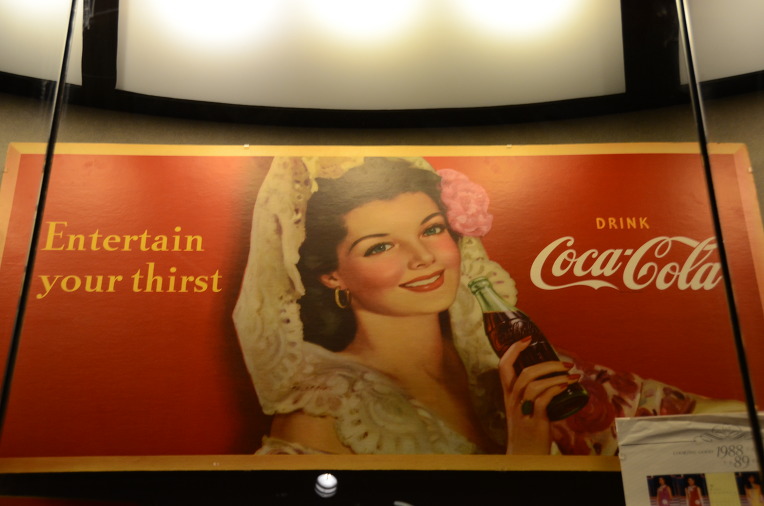 Entertain
your thirst
DRINK
Coca-Cola
1988
89